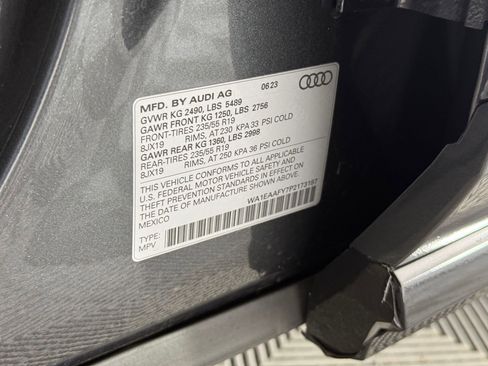 MFD. BY AUDI AG 06.23
GVWR KG 2490, LBS 5489
GAWR FRONT KG 1250, LBS 2756
FRONT-TIRES 235/55 R19
8JX19 RIMS, AT 230 KPA 33 PSI COLD
GAWR REAR KG 1360, LBS 2998
REAR-TIRES 235/55 R19
8JX19 RIMS, AT 250 KPA 36 PSI COLD
THIS VEHICLE CONFORMS TO ALL APPLICABLE
U.S. FEDERAL MOTOR VEHICLE SAFETY AND
THEFT PREVENTION STANDARDS IN EFFECT ON THE
DATE OF MANUFACTURE SHOWN ABOVE.
MEXICO
WA1EAAFY7P2173187
TYPE:
MPV